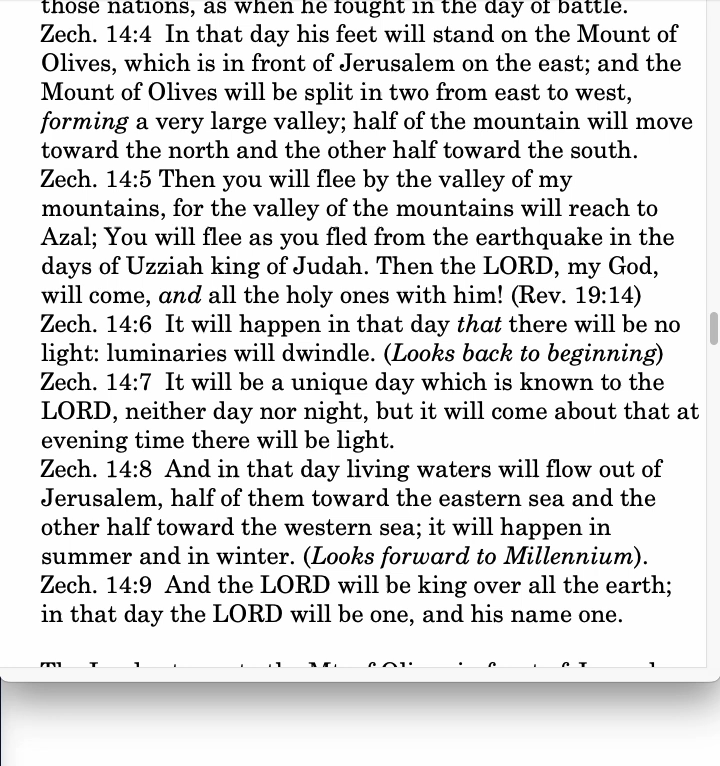 those nations, as when he fought in the day of battle.
Zech. 14:4  In that day his feet will stand on the Mount of
Olives, which is in front of Jerusalem on the east; and the
Mount of Olives will be split in two from east to west,
forming a very large valley; half of the mountain will move
toward the north and the other half toward the south.
Zech. 14:5 Then you will flee by the valley of my
mountains, for the valley of the mountains will reach to
Azal; You will flee as you fled from the earthquake in the
days of Uzziah king of Judah. Then the LORD, my God,
will come, and all the holy ones with him! (Rev. 19:14)
Zech. 14:6  It will happen in that day that there will be no
light: luminaries will dwindle. (Looks back to beginning)
Zech. 14:7  It will be a unique day which is known to the
LORD, neither day nor night, but it will come about that at
evening time there will be light.
Zech. 14:8  And in that day living waters will flow out of
Jerusalem, half of them toward the eastern sea and the
other half toward the western sea; it will happen in
summer and in winter. (Looks forward to Millennium).
Zech. 14:9  And the LORD will be king over all the earth;
in that day the LORD will be one, and his name one.